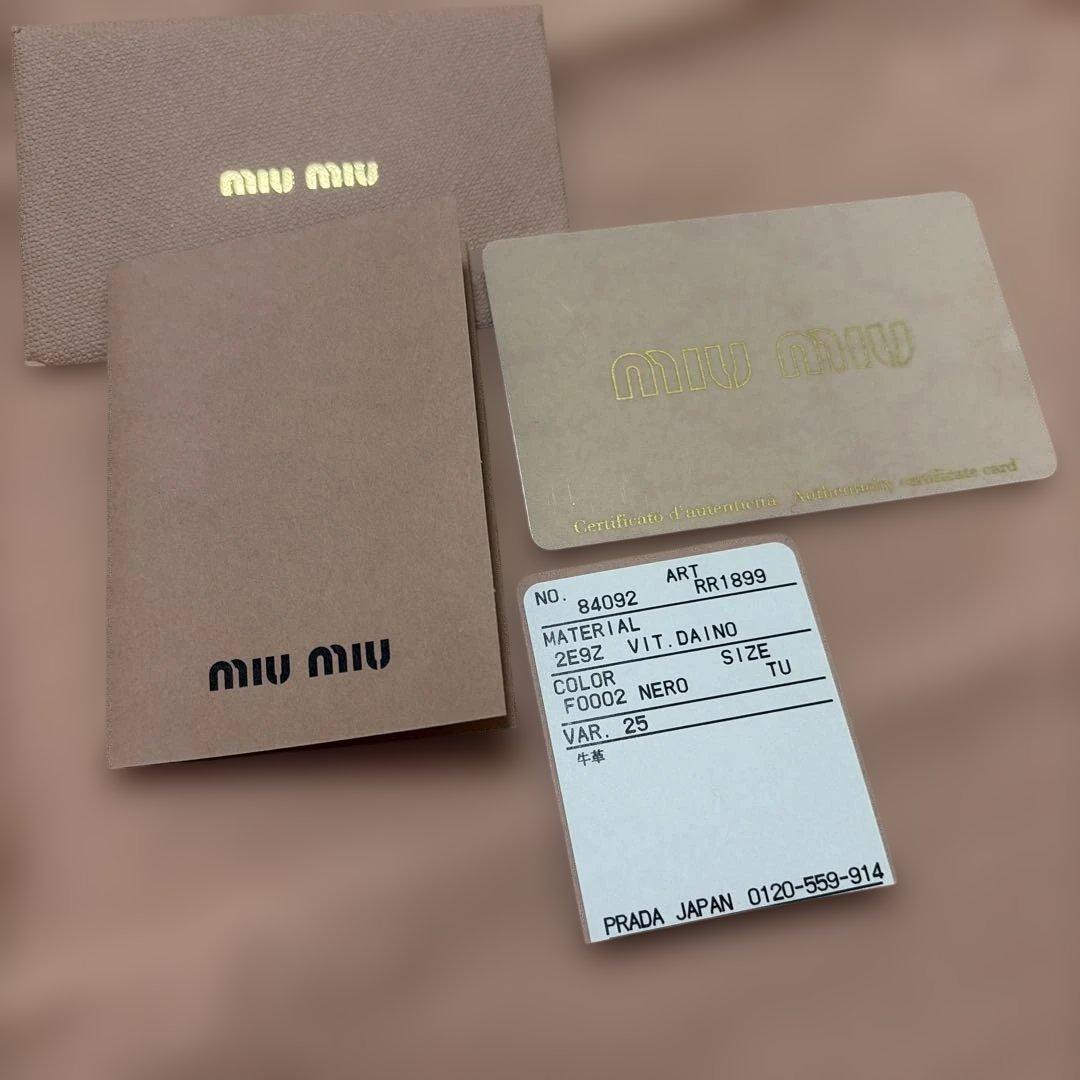 MIU MIU
MIU MIU
MIU MIU
Certificato d'autenticità Authenticity certificate card
NO. 84092 ART RR1899
MATERIAL
2E9Z VIT.DAINO
COLOR SIZE
F0002 NERO TU
VAR. 25
牛革
PRADA JAPAN 0120-559-914